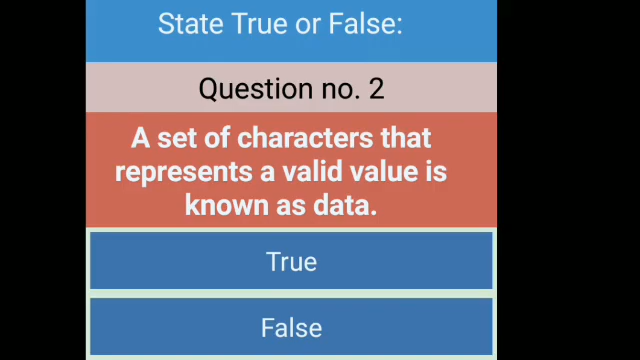 State True or False:
Question no. 2
A set of characters that
represents a valid value is
known as data.
True
False